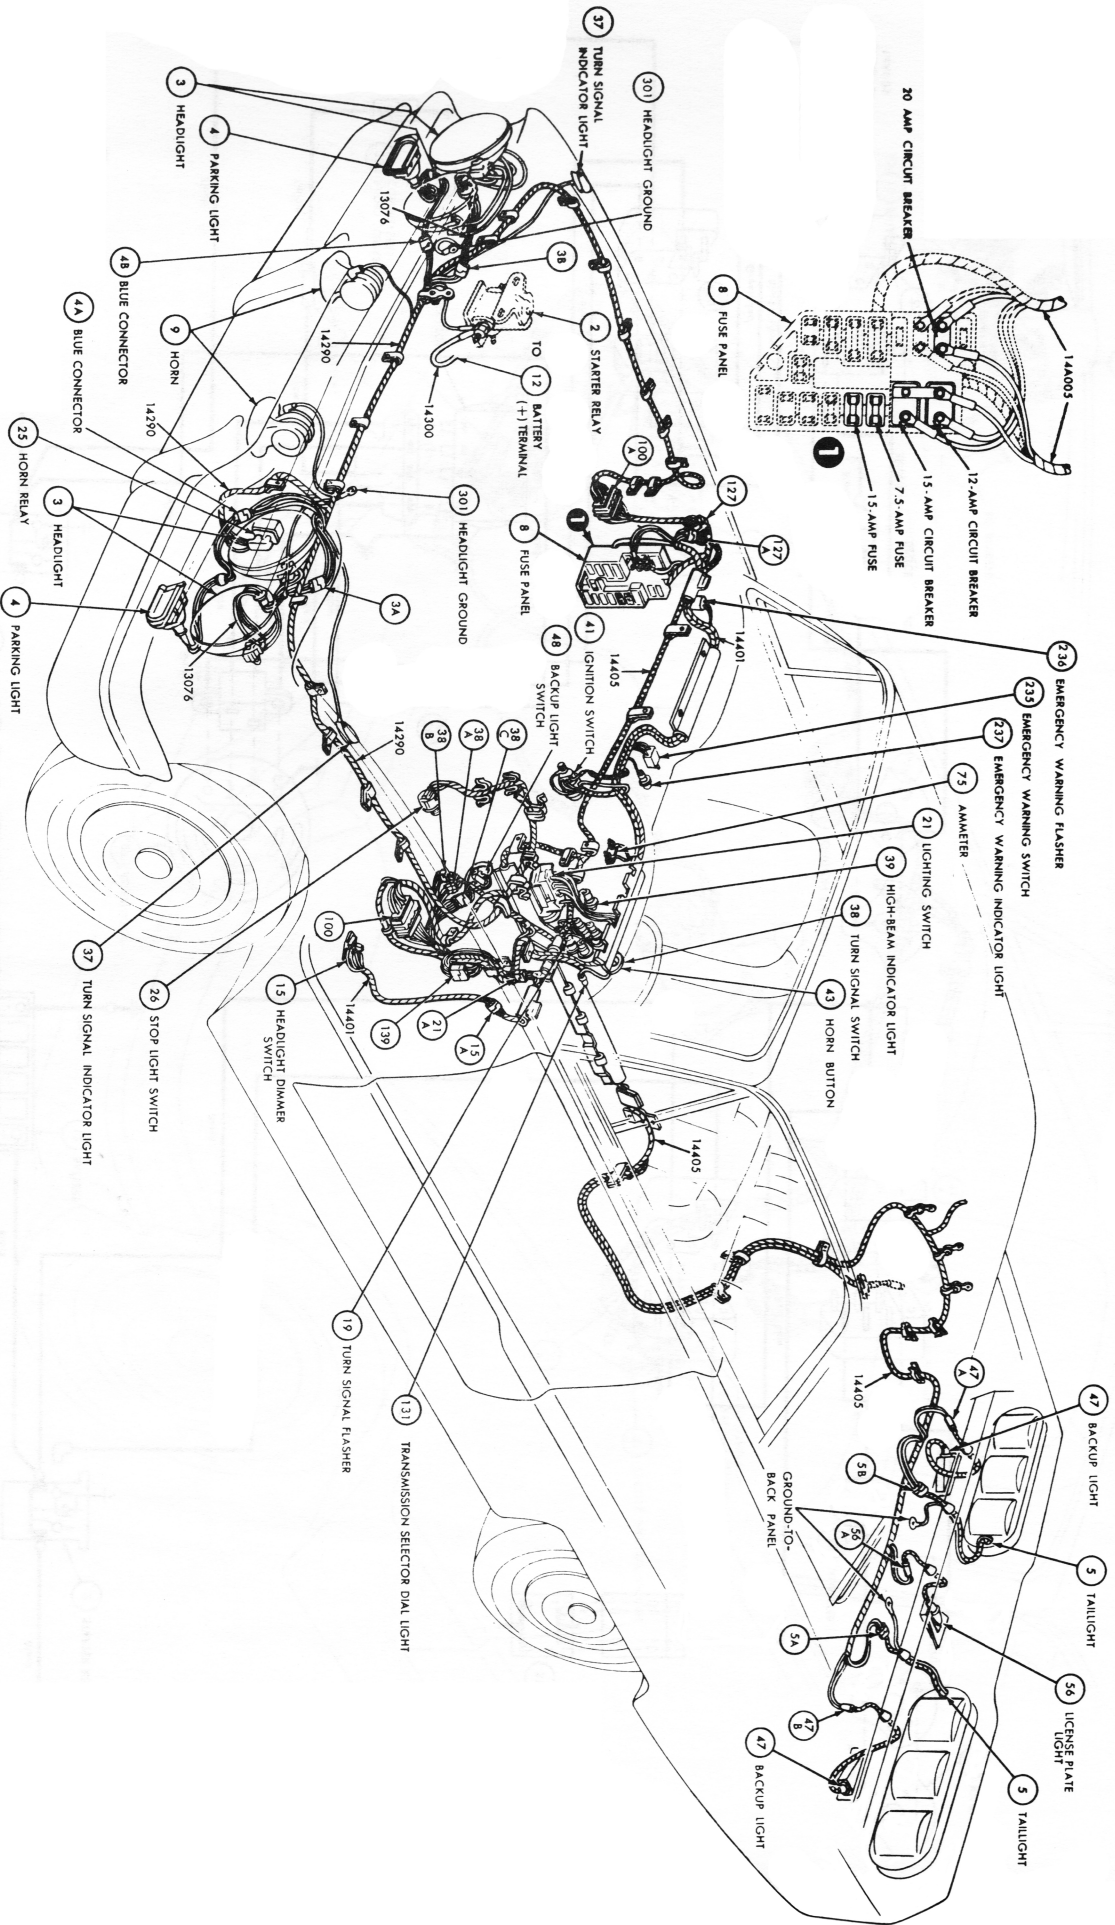 37 TURN SIGNAL
INDICATOR LIGHT
301 HEADLIGHT GROUND
3 HEADLIGHT
4 PARKING LIGHT
13076
4B BLUE CONNECTOR
4A BLUE CONNECTOR
9 HORN
14290
14290
25 HORN RELAY
3 HEADLIGHT
4 PARKING LIGHT
13076
3B
2 STARTER RELAY
TO
12 BATTERY
(+) TERMINAL
14300
301 HEADLIGHT GROUND
3A
20 AMP CIRCUIT BREAKER
8 FUSE PANEL
14A005
1
12-AMP CIRCUIT BREAKER
15-AMP CIRCUIT BREAKER
7.5-AMP FUSE
15-AMP FUSE
100
A
127
127
A
1
8 FUSE PANEL
41 IGNITION SWITCH
48 BACKUP LIGHT
SWITCH
14405
14401
38
C
38
A
38
B
14290
236 EMERGENCY WARNING FLASHER
235 EMERGENCY WARNING SWITCH
237 EMERGENCY WARNING INDICATOR LIGHT
75 AMMETER
21 LIGHTING SWITCH
39 HIGH-BEAM INDICATOR LIGHT
38 TURN SIGNAL SWITCH
43 HORN BUTTON
100
139
21
A
15
A
14401
15 HEADLIGHT DIMMER
SWITCH
26 STOP LIGHT SWITCH
37 TURN SIGNAL INDICATOR LIGHT
14405
19 TURN SIGNAL FLASHER
131 TRANSMISSION SELECTOR DIAL LIGHT
14405
47
A
47 BACKUP LIGHT
5B
56
A
GROUND-TO-
BACK PANEL
5 TAILLIGHT
5A
56 LICENSE PLATE
LIGHT
47
B
5 TAILLIGHT
47 BACKUP LIGHT